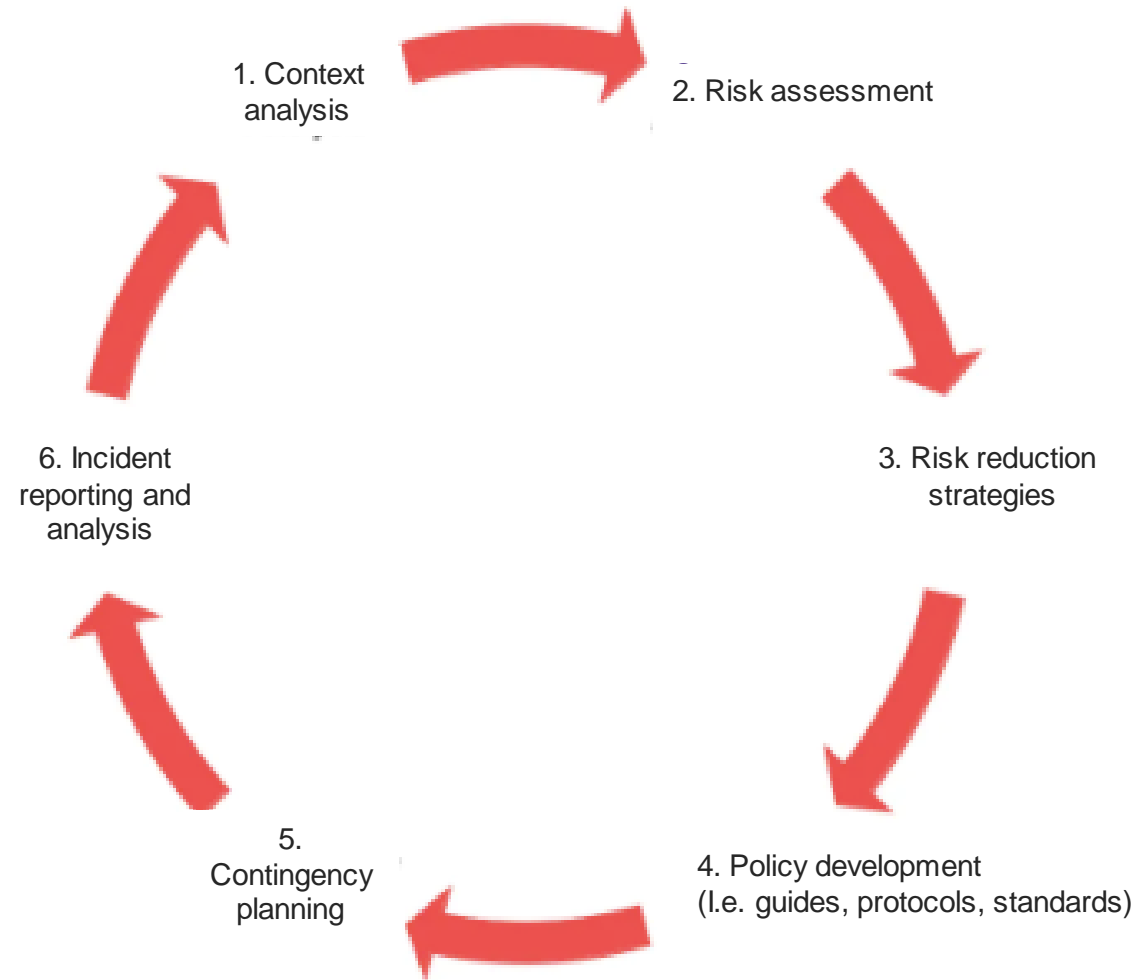 1. Context
analysis
2. Risk assessment
3. Risk reduction
strategies
4. Policy development
(I.e. guides, protocols, standards)
5.
Contingency
planning
6. Incident
reporting and
analysis